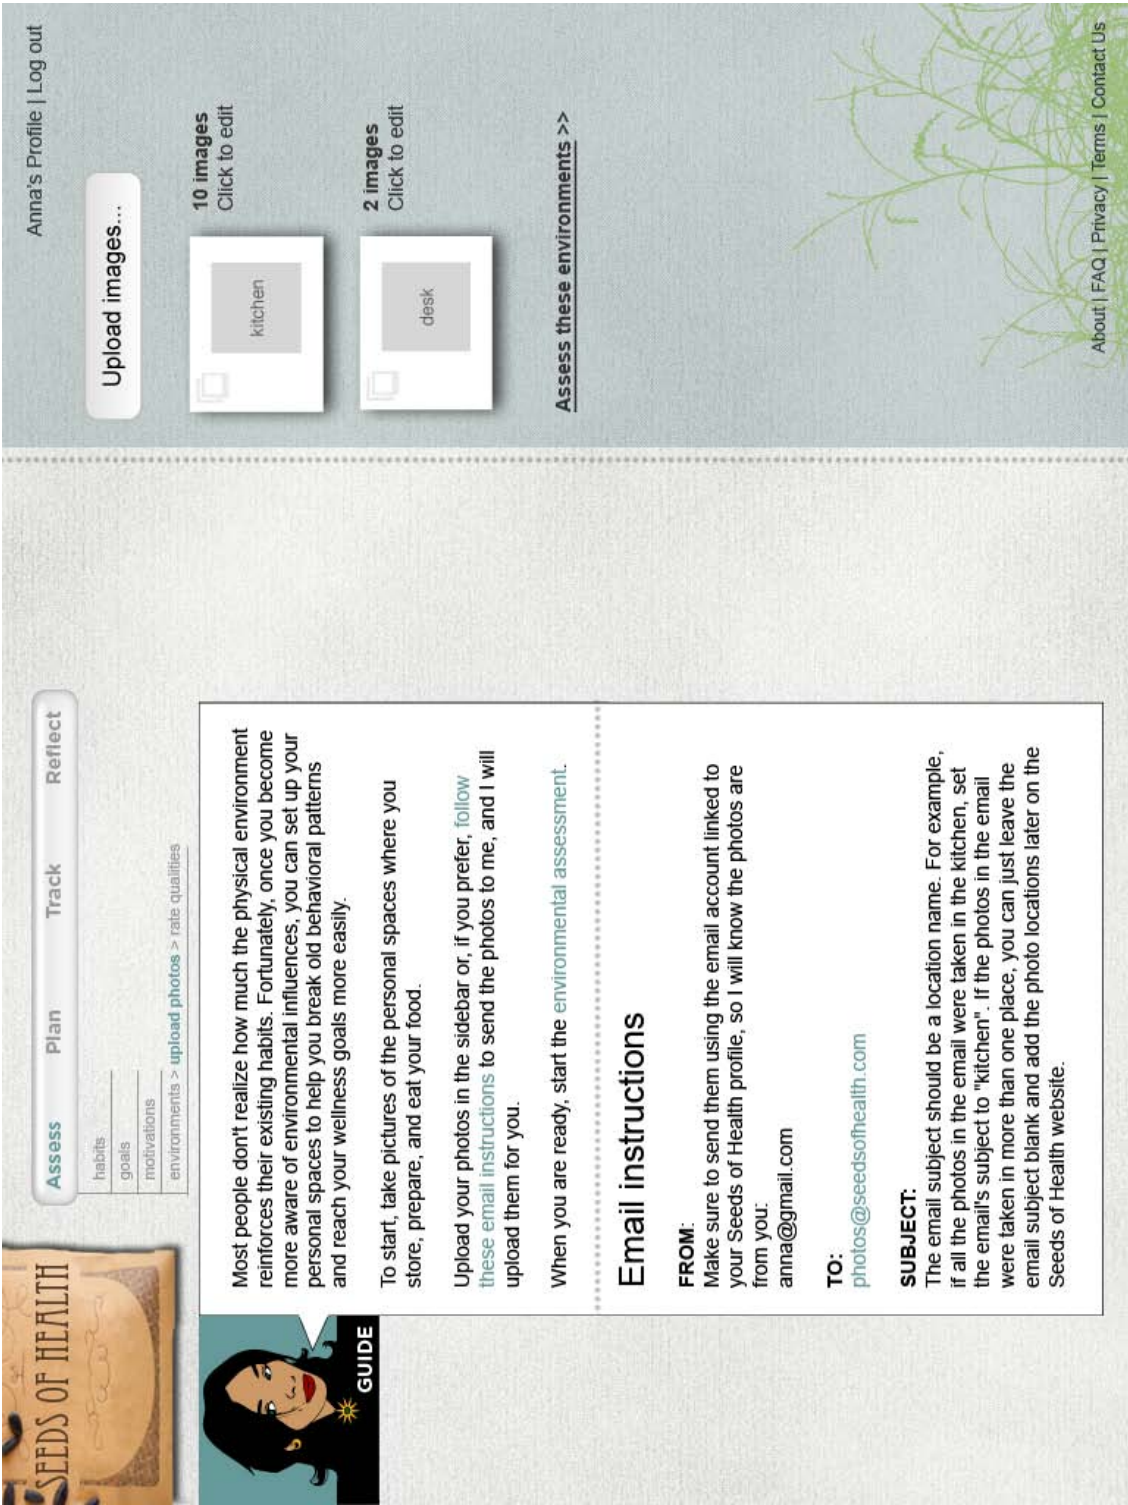 SEEDS OF HEALTH
Assess Plan Track Reflect
habits
goals
motivations
environments > upload photos > rate qualities
GUIDE
Most people don't realize how much the physical environment
reinforces their existing habits. Fortunately, once you become
more aware of environmental influences, you can set up your
personal spaces to help you break old behavioral patterns
and reach your wellness goals more easily.
To start, take pictures of the personal spaces where you
store, prepare, and eat your food.
Upload your photos in the sidebar or, if you prefer, follow
these email instructions to send the photos to me, and I will
upload them for you.
When you are ready, start the environmental assessment.
Email instructions
FROM:
Make sure to send them using the email account linked to
your Seeds of Health profile, so I will know the photos are
from you:
anna@gmail.com
TO:
photos@seedsofhealth.com
SUBJECT:
The email subject should be a location name. For example,
if all the photos in the email were taken in the kitchen, set
the email's subject to "kitchen". If the photos in the email
were taken in more than one place, you can just leave the
email subject blank and add the photo locations later on the
Seeds of Health website.
Anna's Profile | Log out
Upload images...
kitchen
10 images
Click to edit
desk
2 images
Click to edit
Assess these environments >>
About | FAQ | Privacy | Terms | Contact Us